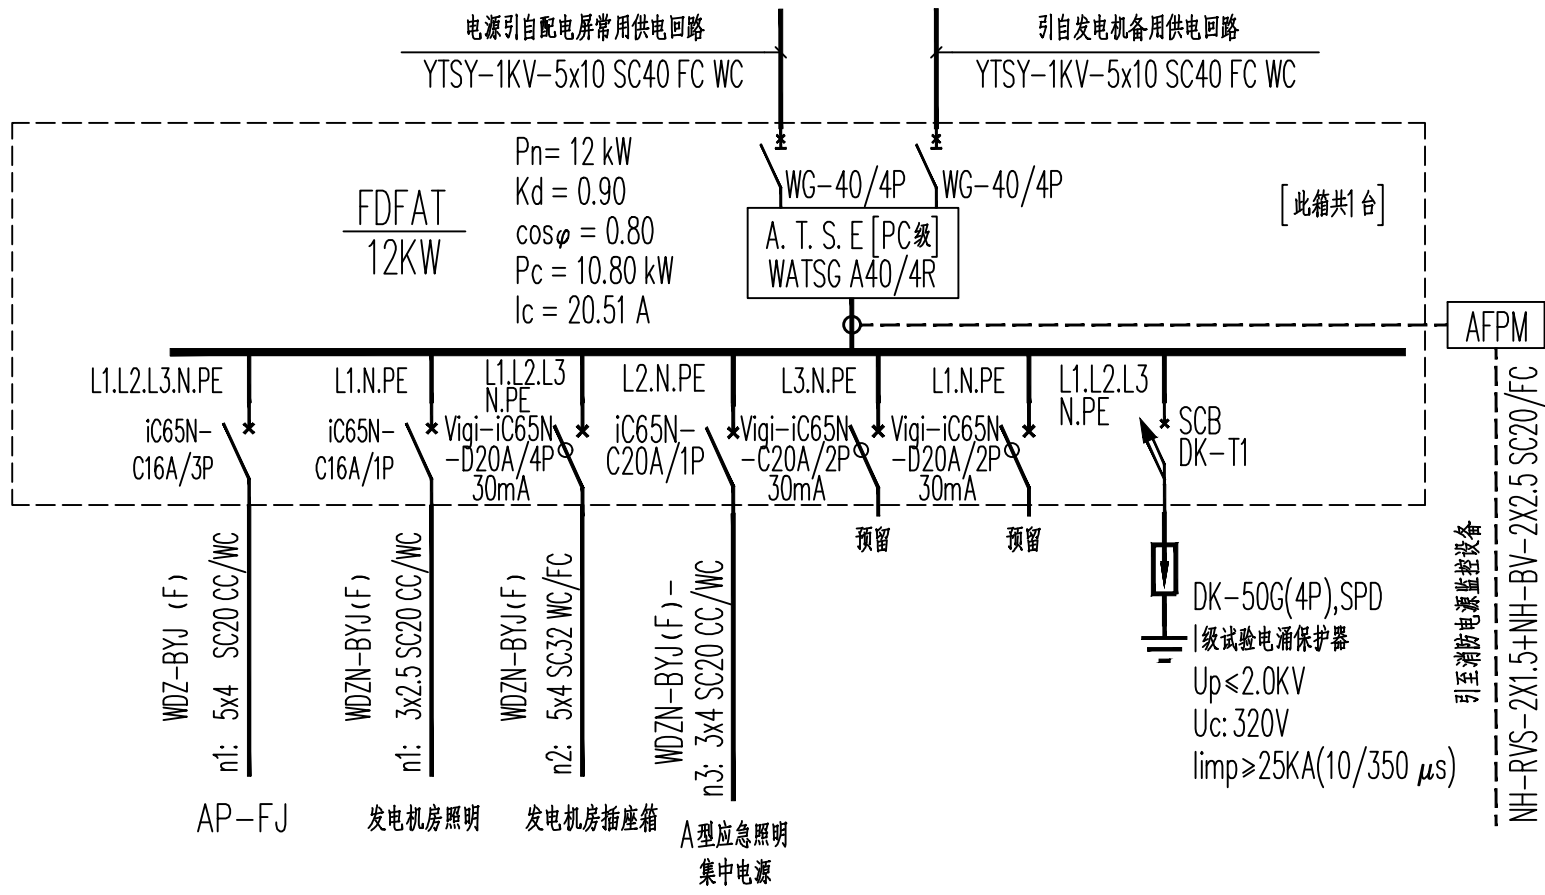 电源引自配电屏常用供电回路
YTSY-1KV-5x10 SC40 FC WC
引自发电机备用供电回路
YTSY-1KV-5x10 SC40 FC WC
FDFAT
12KW
Pn= 12 kW
Kd = 0.90
cosφ = 0.80
Pc = 10.80 kW
Ic = 20.51 A
WG-40/4P
WG-40/4P
[此箱共1台]
A. T. S. E [PC级]
WATSG A40/4R
AFPM
L1.L2.L3.N.PE
iC65N-
C16A/3P
L1.N.PE
iC65N-
C16A/1P
L1.L2.L3
N.PE
Vigi-iC65N
-D20A/4P
30mA
L2.N.PE
iC65N-
C20A/1P
L3.N.PE
Vigi-iC65N
-C20A/2P
30mA
预留
L1.N.PE
Vigi-iC65N
-D20A/2P
30mA
预留
L1.L2.L3
N.PE
SCB
DK-T1
DK-50G(4P),SPD
I级试验电涌保护器
Up≤2.0KV
Uc: 320V
Iimp≥25KA(10/350 μs)
WDZ-BYJ (F)
n1: 5x4 SC20 CC/WC
AP-FJ
WDZN-BYJ(F)
n1: 3x2.5 SC20 CC/WC
发电机房照明
WDZN-BYJ(F)
n2: 5x4 SC32 WC/FC
发电机房插座箱
WDZN-BYJ(F)-
n3: 3x4 SC20 CC/WC
A型应急照明
集中电源
引至消防电源监控设备
NH-RVS-2X1.5+NH-BV-2X2.5 SC20/FC